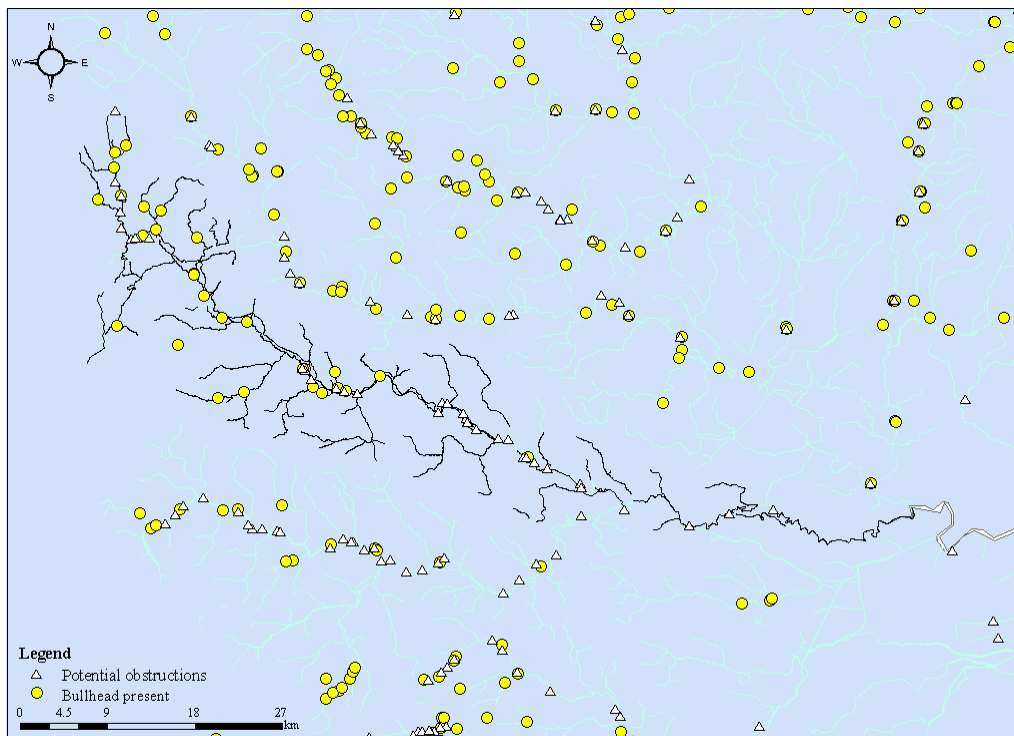 N
W E
S
Legend
Potential obstructions
Bullhead present
0 4.5 9 18 27
km